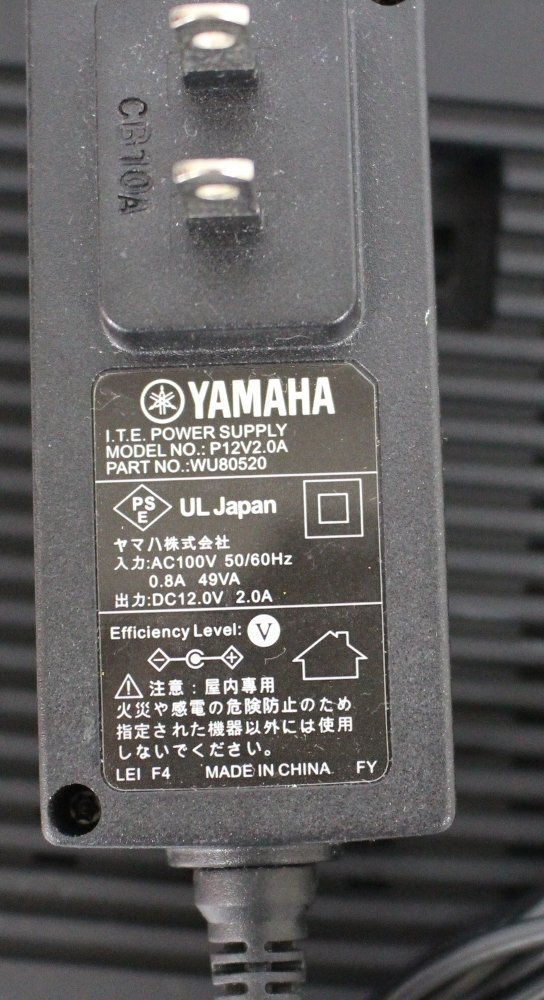 CB10A
YAMAHA
I.T.E. POWER SUPPLY
MODEL NO.: P12V2.0A
PART NO.:WU80520
PS
E
UL Japan
ヤマハ株式会社
入力:AC100V 50/60Hz
0.8A 49VA
出力:DC12.0V 2.0A
Efficiency Level: V
注意：屋内専用
火災や感電の危険防止のため
指定された機器以外には使用
しないでください。
LEI F4 MADE IN CHINA FY